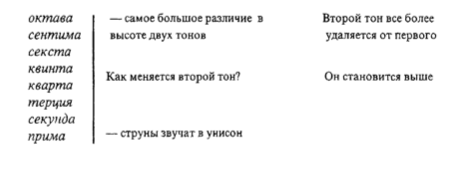 октава
сентима
секста
квинта
кварта
терция
секунда
прима
— самое большое различие в
высоте двух тонов
Как меняется второй тон?
— струны звучат в унисон
Второй тон все более
удаляется от первого
Он становится выше